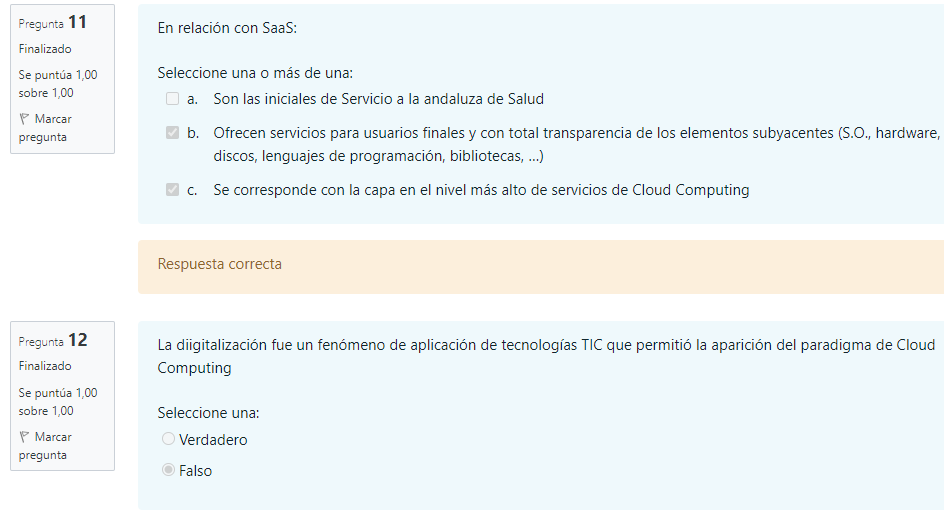 Pregunta 11
Finalizado
Se puntúa 1,00
sobre 1,00
Marcar
pregunta
En relación con SaaS:
Seleccione una o más de una:
a. Son las iniciales de Servicio a la andaluza de Salud
b. Ofrecen servicios para usuarios finales y con total transparencia de los elementos subyacentes (S.O., hardware,
discos, lenguajes de programación, bibliotecas, ...)
c. Se corresponde con la capa en el nivel más alto de servicios de Cloud Computing
Respuesta correcta
Pregunta 12
Finalizado
Se puntúa 1,00
sobre 1,00
Marcar
pregunta
La diigitalización fue un fenómeno de aplicación de tecnologías TIC que permitió la aparición del paradigma de Cloud
Computing
Seleccione una:
Verdadero
Falso